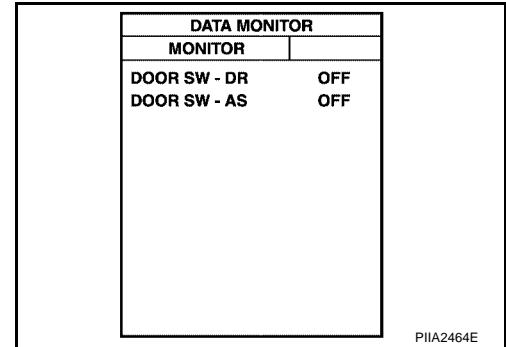 DATA MONITOR
MONITOR
DOOR SW - DR OFF
DOOR SW - AS OFF
PIIA2464E